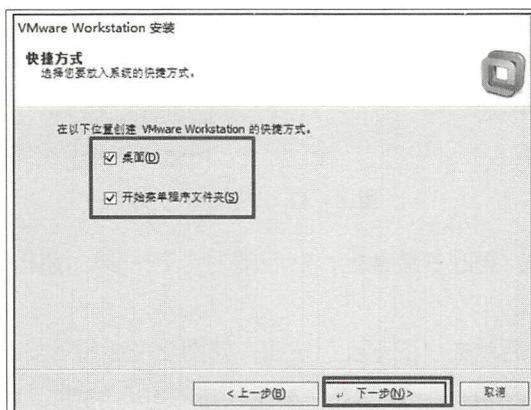 VMware Workstation 安装
快捷方式
选择您要放入系统的快捷方式。
在以下位置创建 VMware Workstation 的快捷方式。
桌面(D)
开始菜单程序文件夹(S)
< 上一步(B)
下一步(N) >
取消